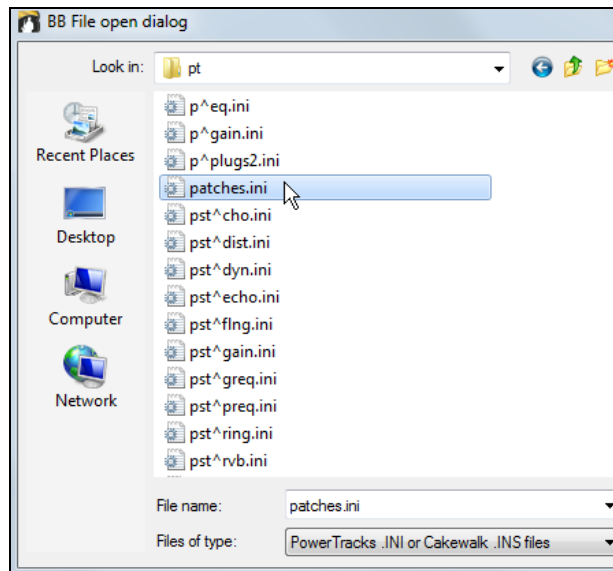 BB File open dialog
Look in:
pt
Recent Places
Desktop
Computer
Network
p^eq.ini
p^gain.ini
p^plugs2.ini
patches.ini
pst^cho.ini
pst^dist.ini
pst^dyn.ini
pst^echo.ini
pst^flng.ini
pst^gain.ini
pst^greq.ini
pst^preq.ini
pst^ring.ini
pst^rvb.ini
File name:
patches.ini
Files of type:
PowerTracks .INI or Cakewalk .INS files